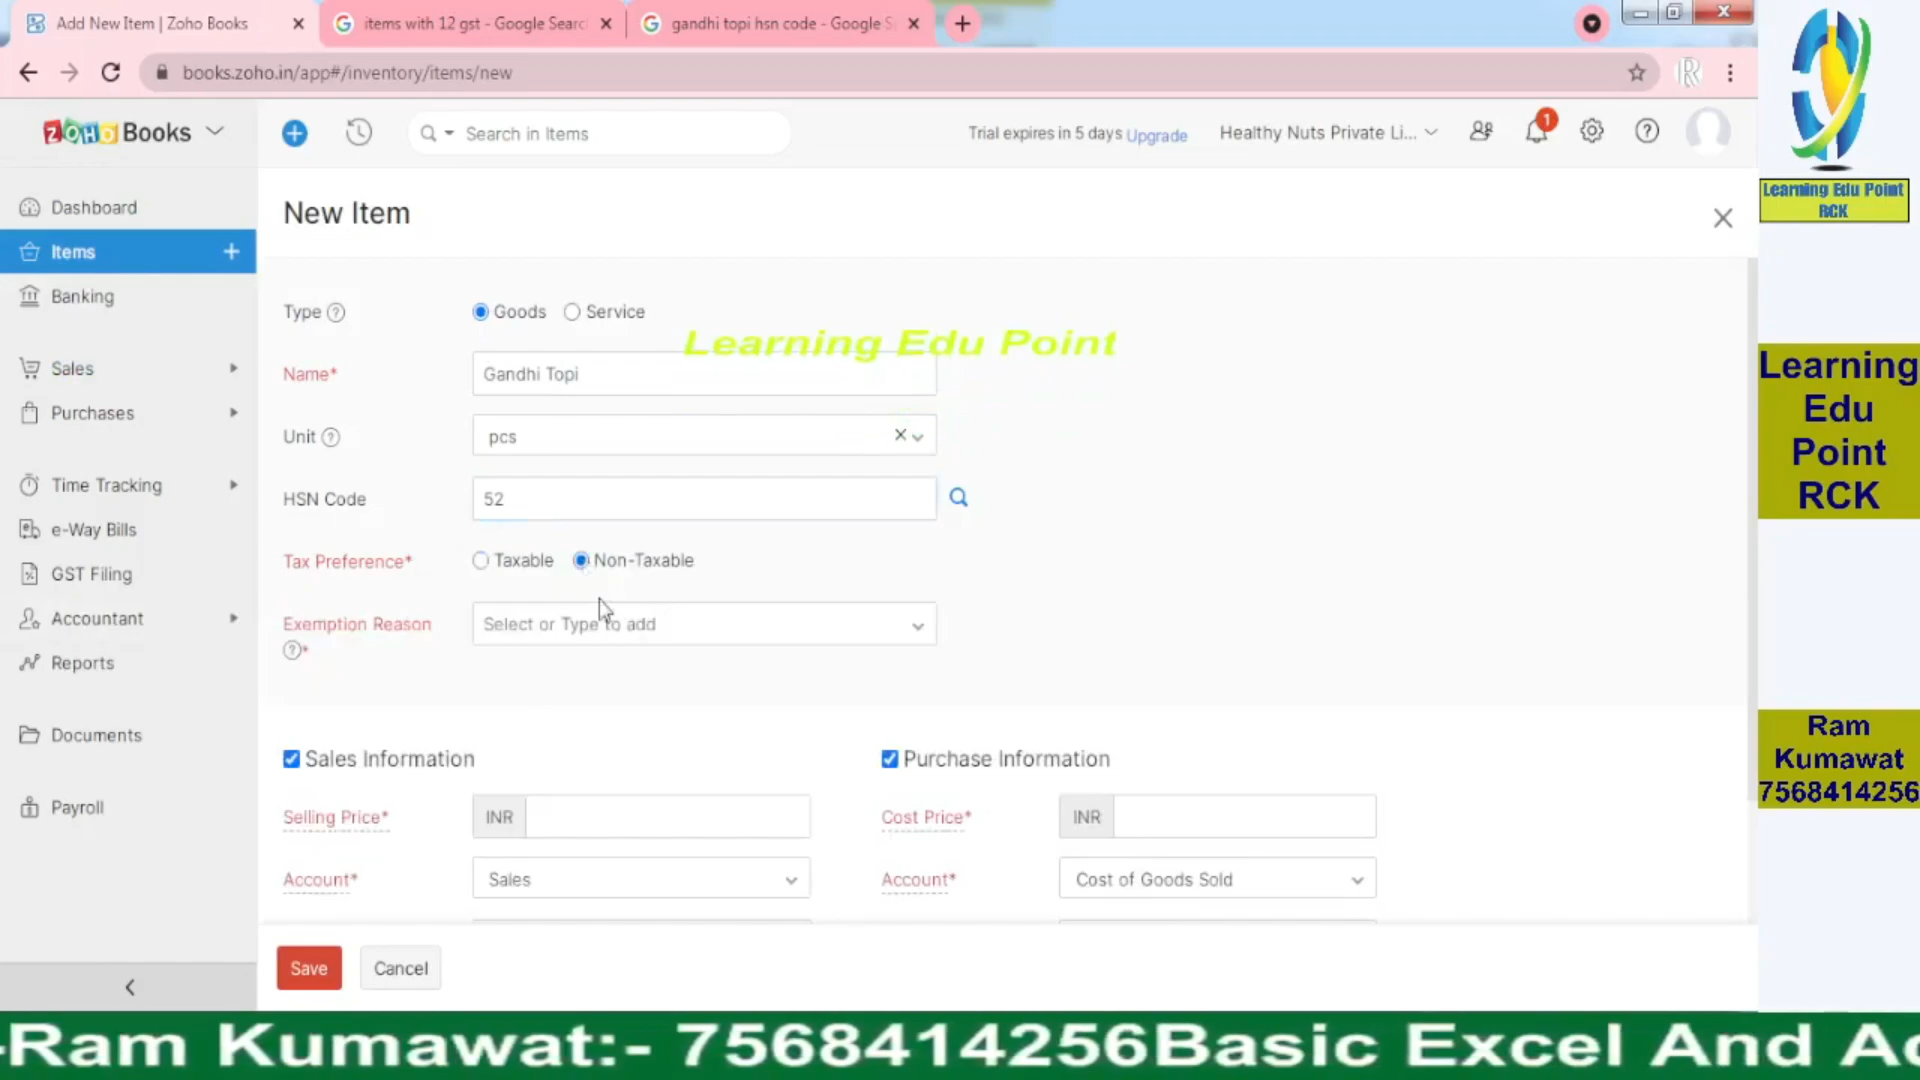 Add New Item | Zoho Books
items with 12 gst - Google Searc
gandhi topi hsn code - Google S
books.zoho.in/app#/inventory/items/new
ZOHO Books
Search in Items
Trial expires in 5 days Upgrade
Healthy Nuts Private Li...
1
Learning Edu Point
RCK
Dashboard
Items
Banking
Sales
Purchases
Time Tracking
e-Way Bills
GST Filing
Accountant
Reports
Documents
Payroll
New Item
Type
Goods
Service
Learning Edu Point
Name*
Gandhi Topi
Unit
pcs
HSN Code
52
Tax Preference*
Taxable
Non-Taxable
Exemption Reason
*
Select or Type to add
Sales Information
Purchase Information
Selling Price*
INR
Cost Price*
INR
Account*
Sales
Account*
Cost of Goods Sold
Save
Cancel
Learning
Edu
Point
RCK
Ram
Kumawat
7568414256
-Ram Kumawat:- 7568414256Basic Excel And Ac